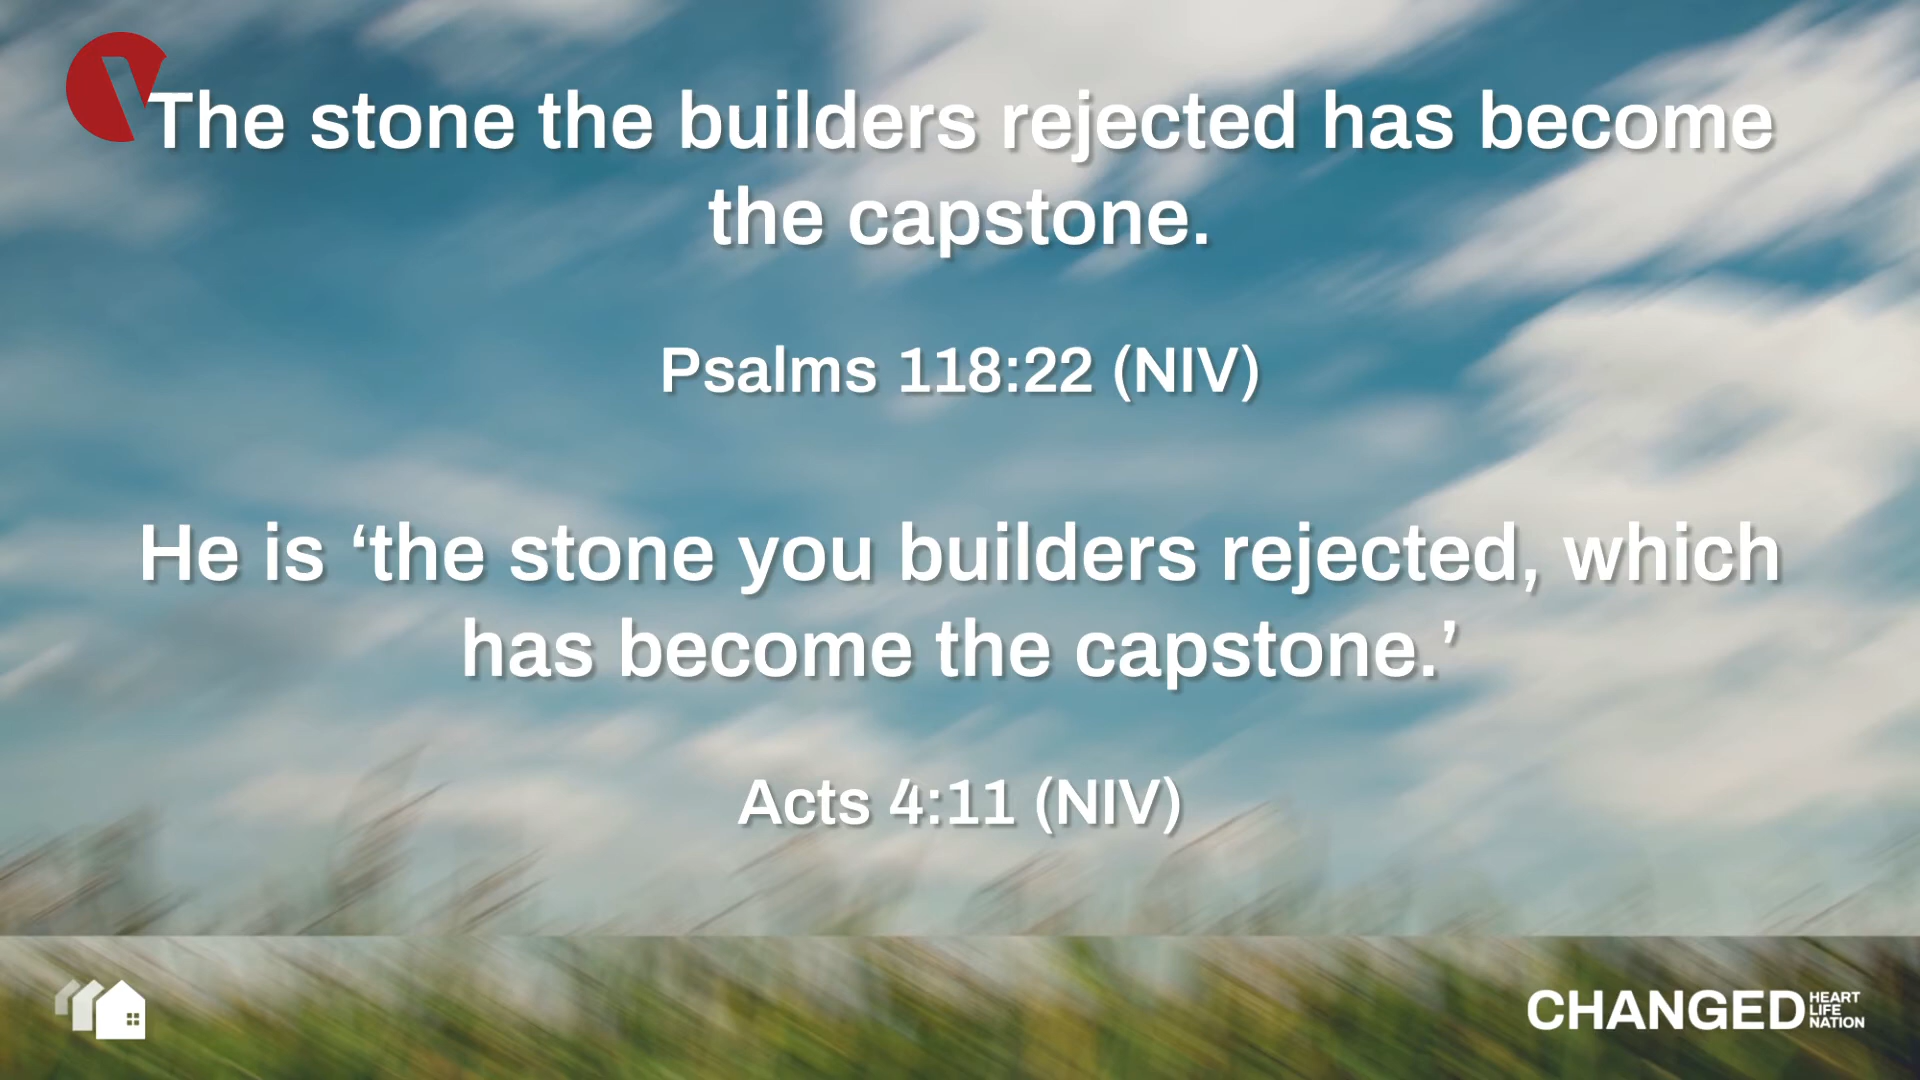 The stone the builders rejected has become
the capstone.
Psalms 118:22 (NIV)
He is ‘the stone you builders rejected, which
has become the capstone.’
Acts 4:11 (NIV)
CHANGED
HEART
LIFE
NATION